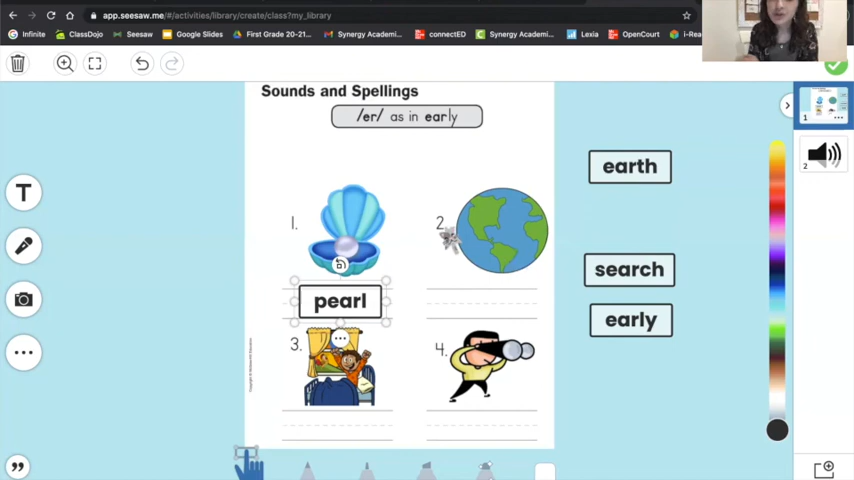 app.seesaw.me/#/activities/library/create/class?my_library
Infinite
ClassDojo
Seesaw
Google Slides
First Grade 20-21...
Synergy Academi...
connectED
Synergy Academi...
Lexia
OpenCourt
i-Rea
Sounds and Spellings
/er/ as in early
1.
2.
pearl
3.
4.
earth
search
early
T
1
2